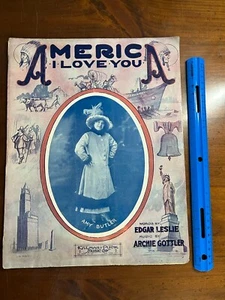 AMERICA
I LOVE YOU
AMY BUTLER
WORDS BY
EDGAR LESLIE
MUSIC BY
ARCHIE GOTTLER